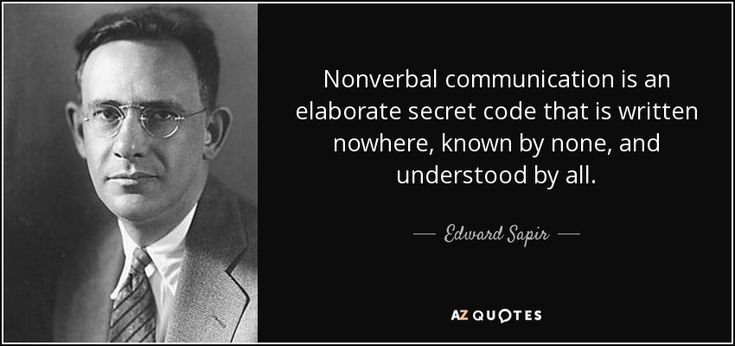 Nonverbal communication is an
elaborate secret code that is written
nowhere, known by none, and
understood by all.
— Edward Sapir —
AZ QUOTES